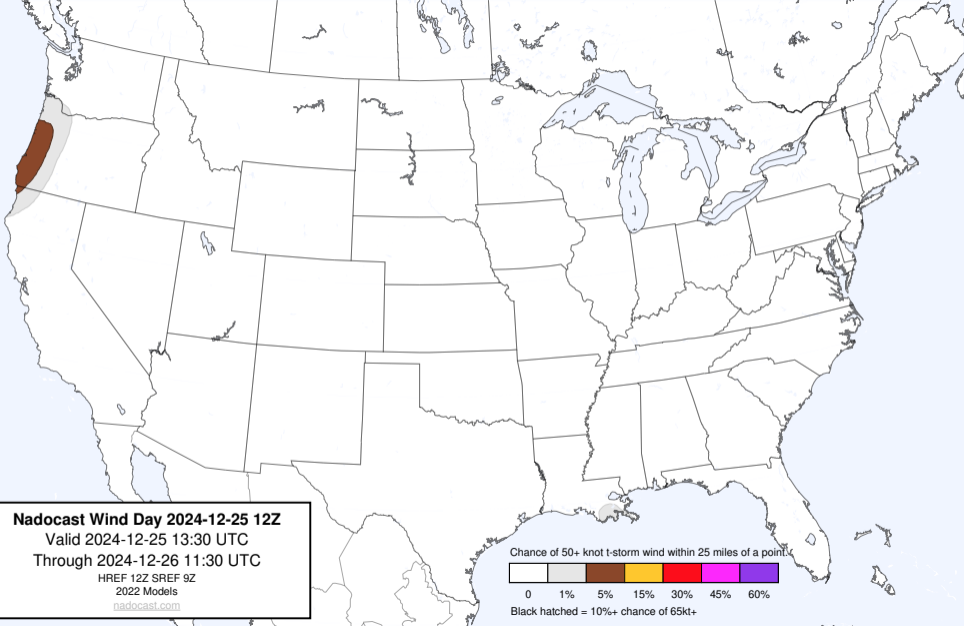 Nadocast Wind Day 2024-12-25 12Z
Valid 2024-12-25 13:30 UTC
Through 2024-12-26 11:30 UTC
HREF 12Z SREF 9Z
2022 Models
nadocast.com
Chance of 50+ knot t-storm wind within 25 miles of a point.
0 1% 5% 15% 30% 45% 60%
Black hatched = 10%+ chance of 65kt+